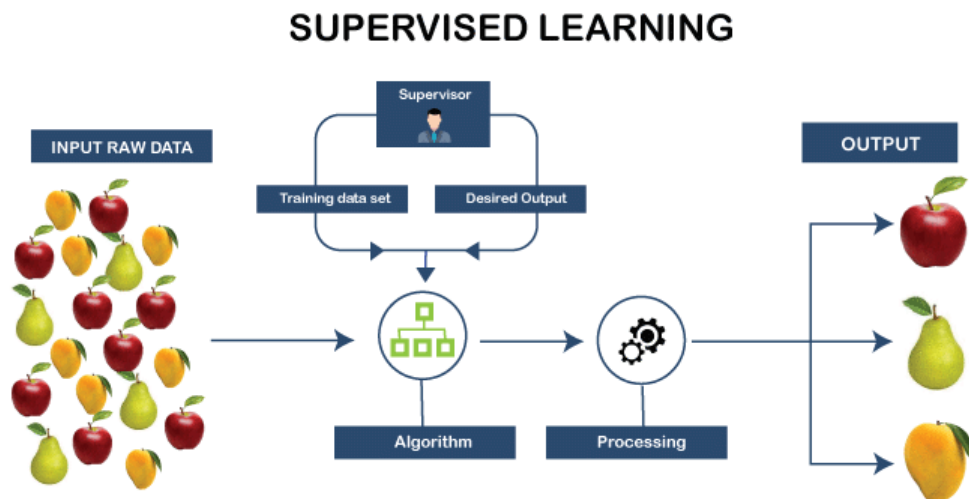 SUPERVISED LEARNING
Supervisor
INPUT RAW DATA
OUTPUT
Training data set
Desired Output
Algorithm
Processing